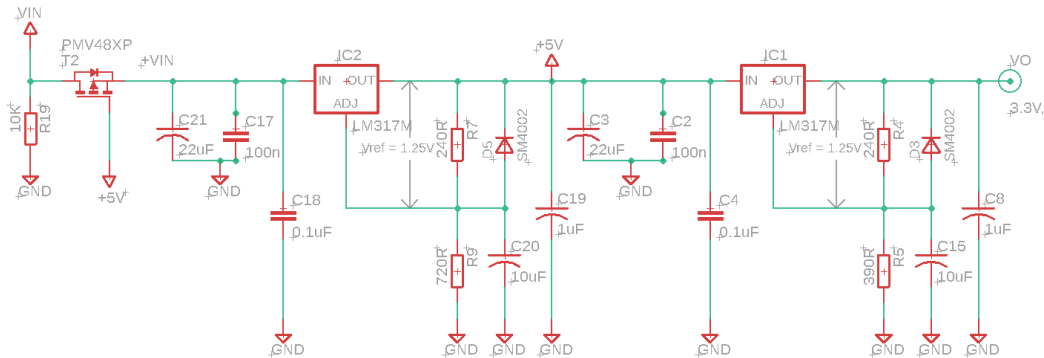 VIN
PMV48XP
T2
+VIN
10K
R19
GND
+5V
C21
22uF
C17
100n
GND
C18
0.1uF
GND
IC2
IN
OUT
ADJ
LM317M
Vref = 1.25V
240R
R7
D5
SM4002
720R
R9
GND
C20
10uF
GND
+5V
C19
1uF
GND
C3
22uF
C2
100n
GND
C4
0.1uF
GND
IC1
IN
OUT
ADJ
LM317M
Vref = 1.25V
240R
R4
D3
SM4002
390R
R5
GND
C15
10uF
GND
C8
1uF
GND
VO
3.3V,